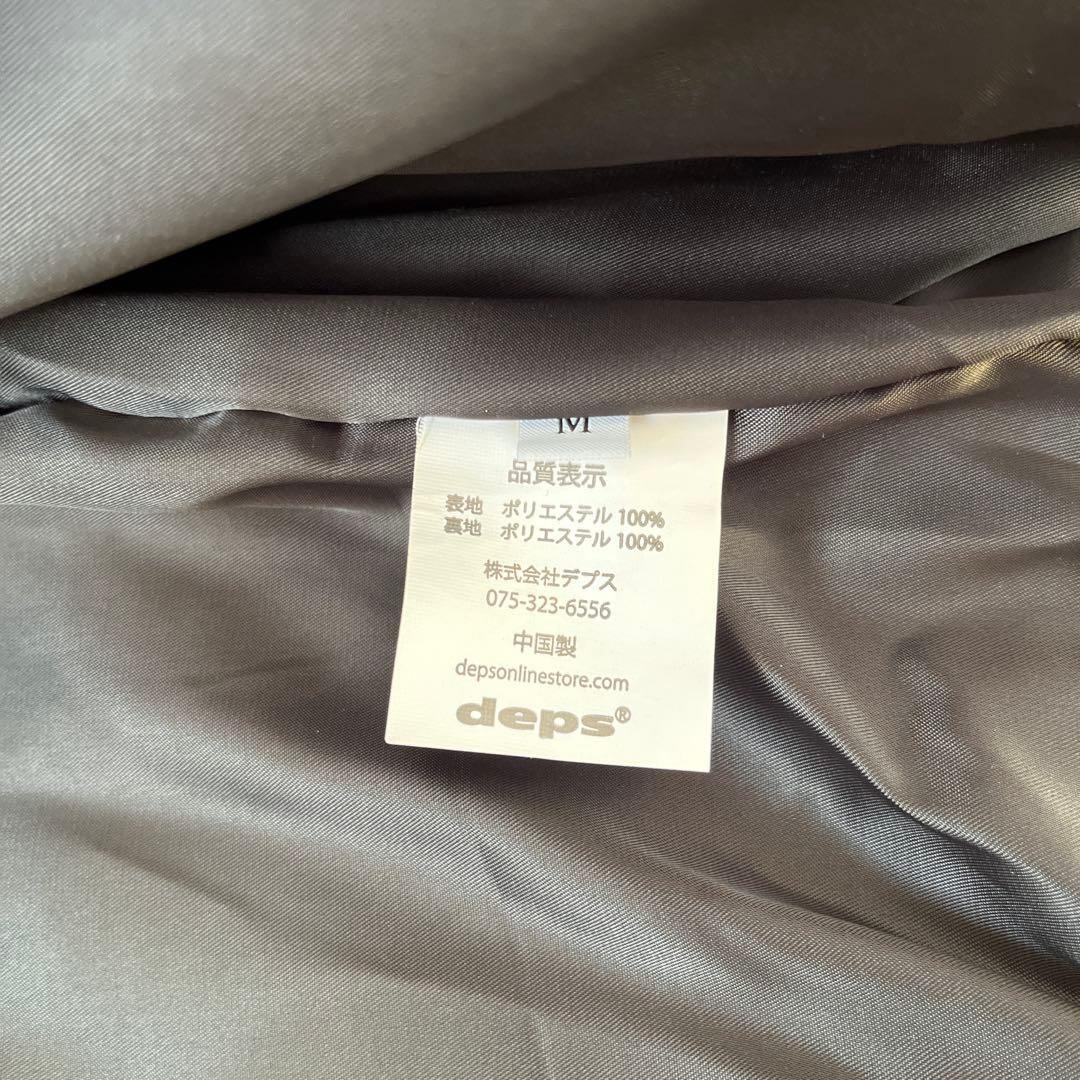 M
品質表示
表地 ポリエステル 100%
裏地 ポリエステル 100%
株式会社デプス
075-323-6556
中国製
depsonlinestore.com
deps®